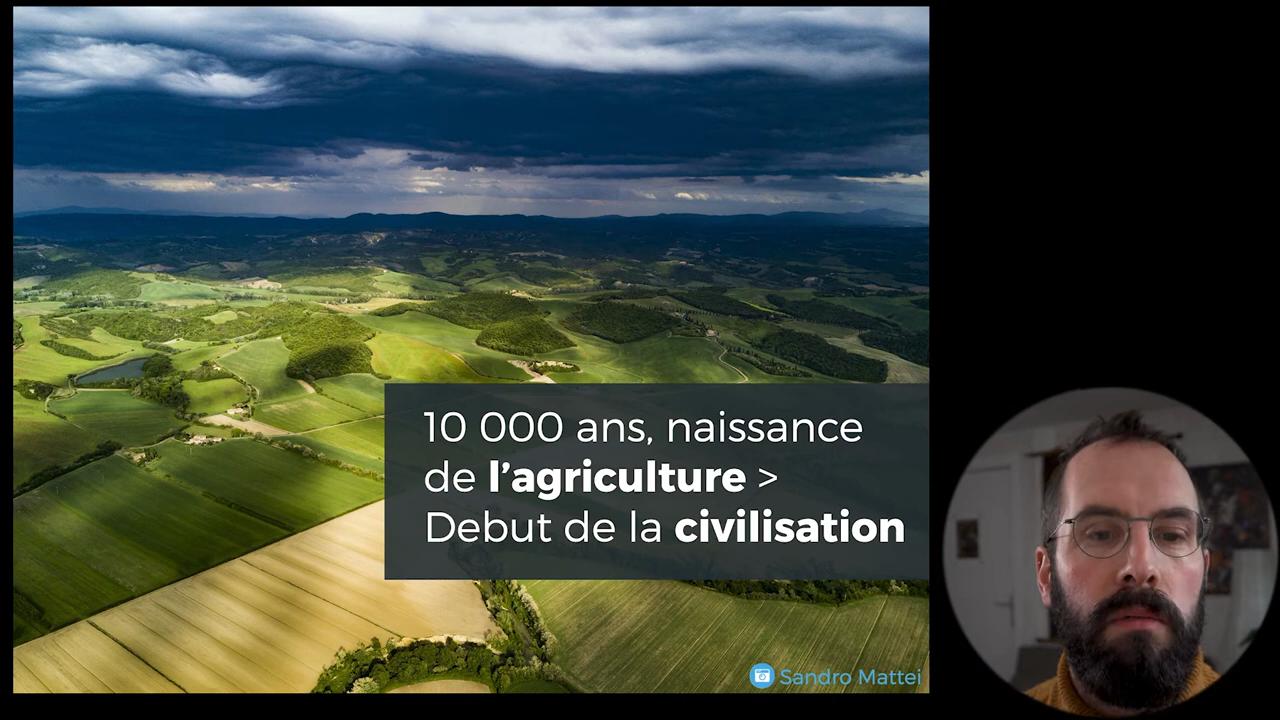 10 000 ans, naissance
de l’agriculture >
Debut de la civilisation
Sandro Mattei